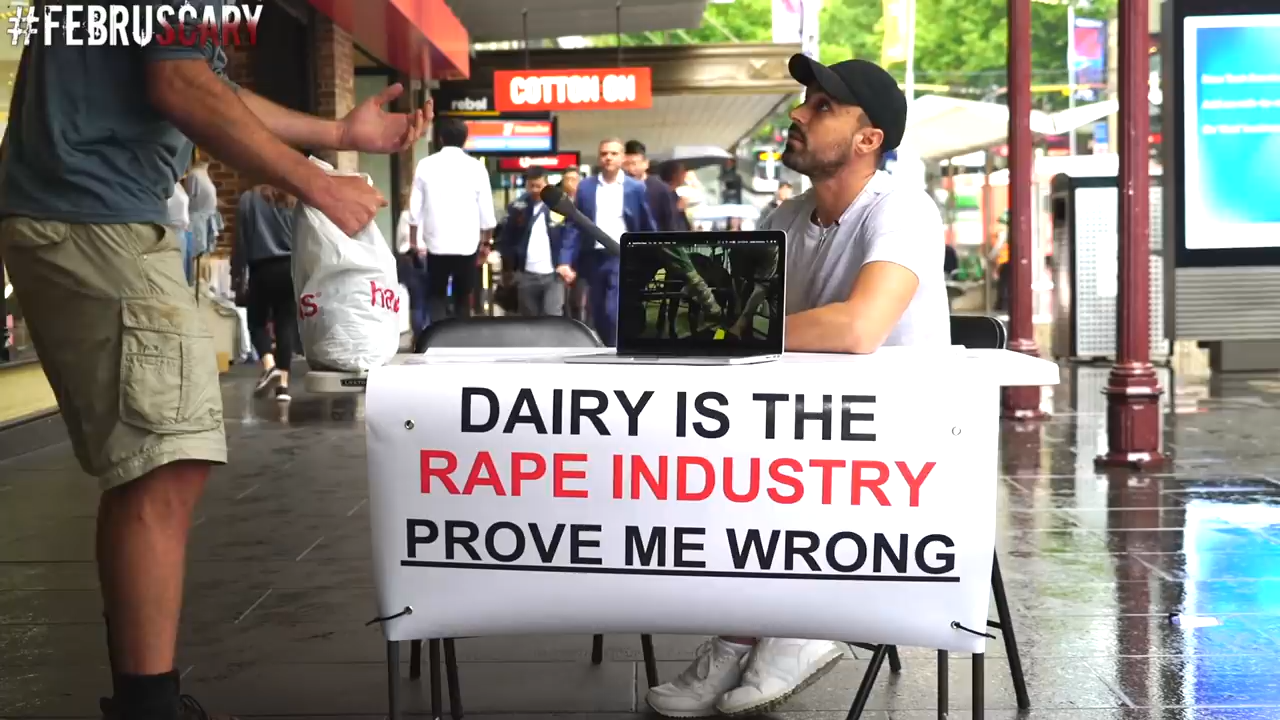 #FEBRUSCARY
COTTON ON
rebel
DAIRY IS THE
RAPE INDUSTRY
PROVE ME WRONG